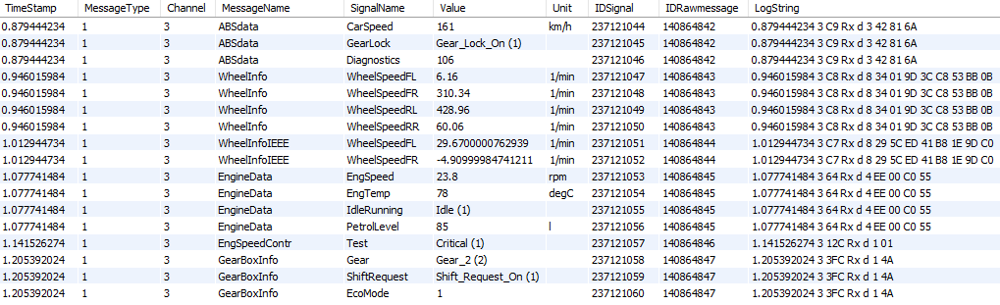 TimeStamp MessageType Channel MessageName SignalName Value Unit IDSignal IDRawmessage LogString
0.879444234 1 3 ABSdata CarSpeed 161 km/h 237121044 140864842 0.879444234 3 C9 Rx d 3 42 81 6A
0.879444234 1 3 ABSdata GearLock Gear_Lock_On (1) 237121045 140864842 0.879444234 3 C9 Rx d 3 42 81 6A
0.879444234 1 3 ABSdata Diagnostics 106 237121046 140864842 0.879444234 3 C9 Rx d 3 42 81 6A
0.946015984 1 3 WheelInfo WheelSpeedFL 6.16 1/min 237121047 140864843 0.946015984 3 C8 Rx d 8 34 01 9D 3C C8 53 BB 0B
0.946015984 1 3 WheelInfo WheelSpeedFR 310.34 1/min 237121048 140864843 0.946015984 3 C8 Rx d 8 34 01 9D 3C C8 53 BB 0B
0.946015984 1 3 WheelInfo WheelSpeedRL 428.96 1/min 237121049 140864843 0.946015984 3 C8 Rx d 8 34 01 9D 3C C8 53 BB 0B
0.946015984 1 3 WheelInfo WheelSpeedRR 60.06 1/min 237121050 140864843 0.946015984 3 C8 Rx d 8 34 01 9D 3C C8 53 BB 0B
1.012944734 1 3 WheelInfoIEEE WheelSpeedFL 29.6700000762939 1/min 237121051 140864844 1.012944734 3 C7 Rx d 8 29 5C ED 41 B8 1E 9D C0
1.012944734 1 3 WheelInfoIEEE WheelSpeedFR -4.90999984741211 1/min 237121052 140864844 1.012944734 3 C7 Rx d 8 29 5C ED 41 B8 1E 9D C0
1.077741484 1 3 EngineData EngSpeed 23.8 rpm 237121053 140864845 1.077741484 3 64 Rx d 4 EE 00 C0 55
1.077741484 1 3 EngineData EngTemp 78 degC 237121054 140864845 1.077741484 3 64 Rx d 4 EE 00 C0 55
1.077741484 1 3 EngineData IdleRunning Idle (1) 237121055 140864845 1.077741484 3 64 Rx d 4 EE 00 C0 55
1.077741484 1 3 EngineData PetrolLevel 85 l 237121056 140864845 1.077741484 3 64 Rx d 4 EE 00 C0 55
1.141526274 1 3 EngSpeedContr Test Critical (1) 237121057 140864846 1.141526274 3 12C Rx d 1 01
1.205392024 1 3 GearBoxInfo Gear Gear_2 (2) 237121058 140864847 1.205392024 3 3FC Rx d 1 4A
1.205392024 1 3 GearBoxInfo ShiftRequest Shift_Request_On (1) 237121059 140864847 1.205392024 3 3FC Rx d 1 4A
1.205392024 1 3 GearBoxInfo EcoMode 1 237121060 140864847 1.205392024 3 3FC Rx d 1 4A